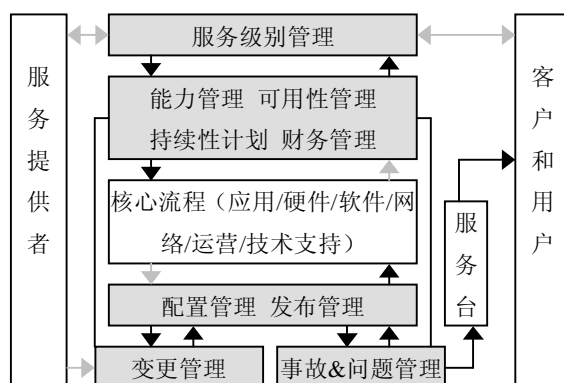 服务提供者
服务级别管理
能力管理 可用性管理
持续性计划 财务管理
核心流程（应用/硬件/软件/网
络/运营/技术支持）
配置管理 发布管理
变更管理
事故&问题管理
服务台
客户和用户